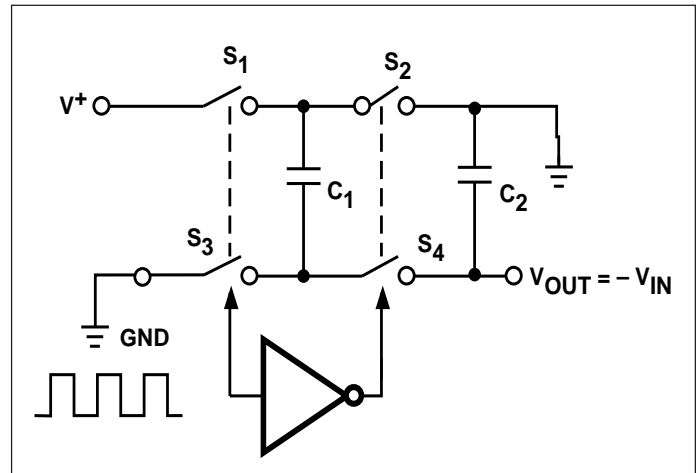 S1
S2
V+
C1
C2
S3
S4
VOUT = – VIN
GND